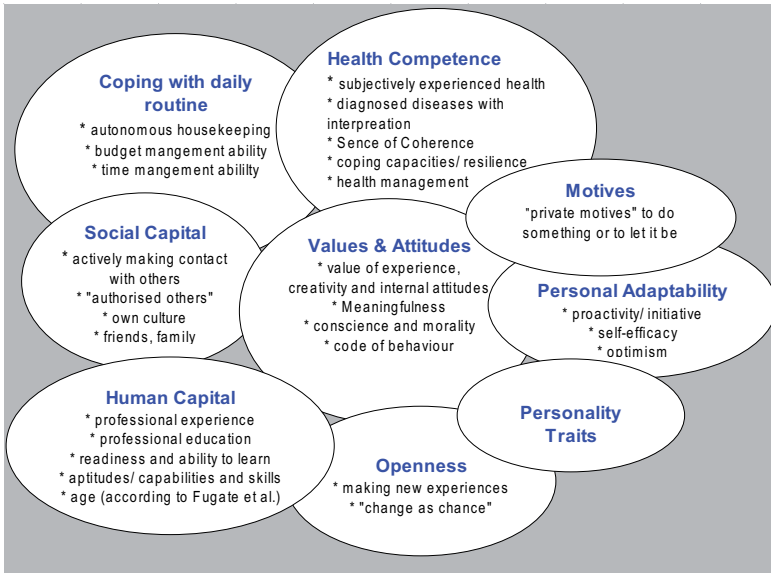 Coping with daily
routine
* autonomous housekeeping
* budget mangement ability
* time mangement abililty
Health Competence
* subjectively experienced health
* diagnosed diseases with
interpreation
* Sence of Coherence
* coping capacities/ resilience
* health management
Motives
"private motives" to do
something or to let it be
Social Capital
* actively making contact
with others
* "authorised others"
* own culture
* friends, family
Values & Attitudes
* value of experience,
creativity and internal attitudes
* Meaningfulness
* conscience and morality
* code of behaviour
Personal Adaptability
* proactivity/ initiative
* self-efficacy
* optimism
Human Capital
* professional experience
* professional education
* readiness and ability to learn
* aptitudes/ capabilities and skills
* age (according to Fugate et al.)
Personality
Traits
Openness
* making new experiences
* "change as chance"